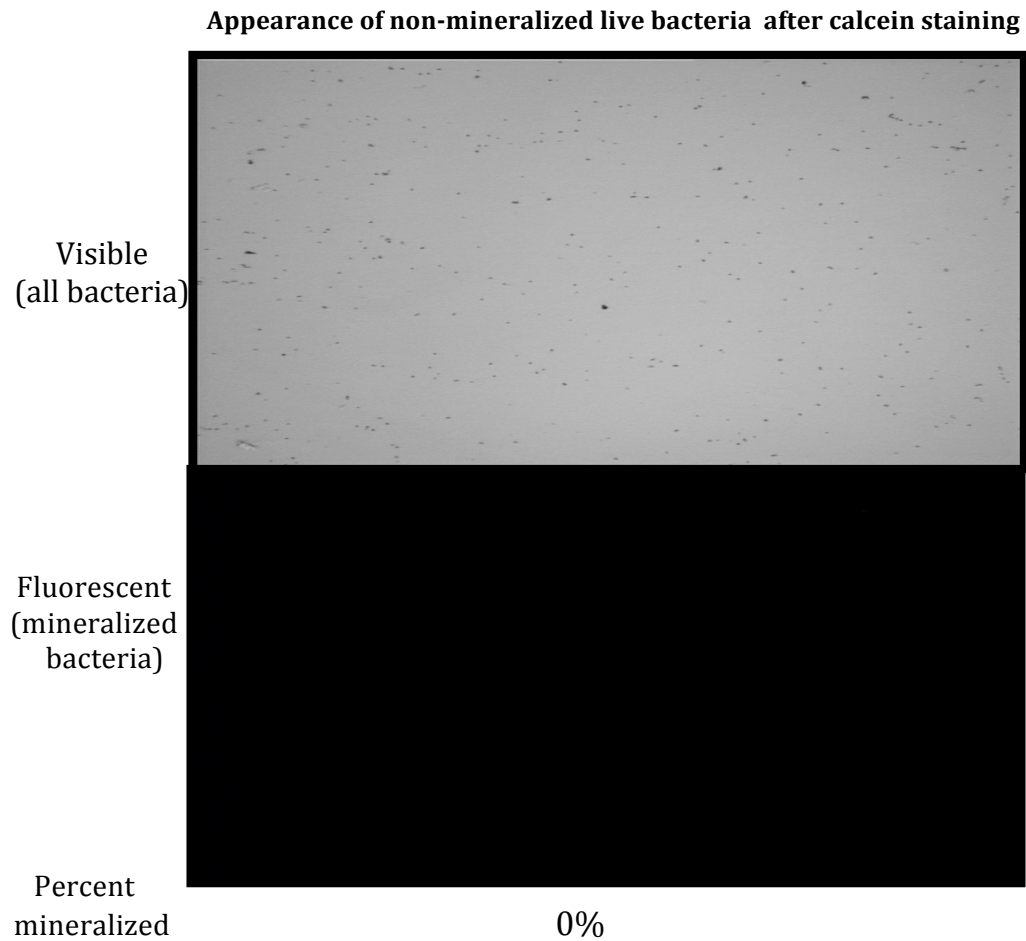 Appearance of non-mineralized live bacteria after calcein staining
Visible
(all bacteria)
Fluorescent
(mineralized
bacteria)
Percent
mineralized
0%